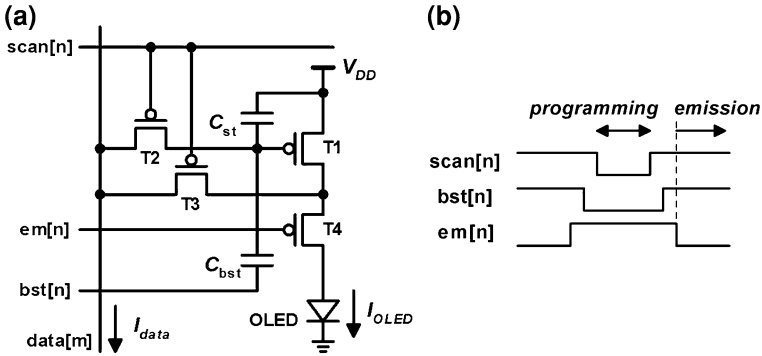 (a)
scan[n]
V_DD
C_st
T1
T2
T3
em[n]
T4
C_bst
bst[n]
OLED
I_OLED
I_data
data[m]
(b)
programming emission
scan[n]
bst[n]
em[n]